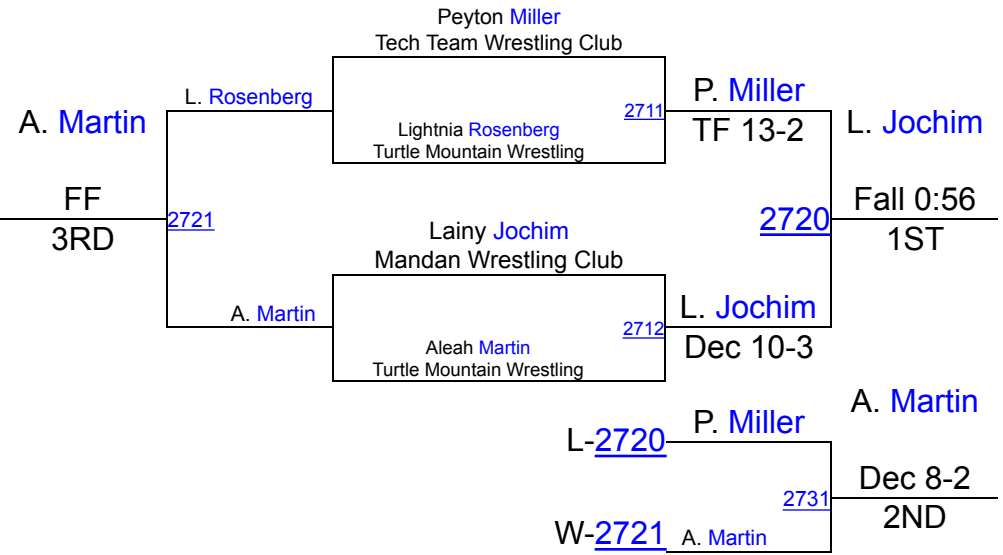 Peyton Miller
Tech Team Wrestling Club
L. Rosenberg
A. Martin
2711
Lightnia Rosenberg
Turtle Mountain Wrestling
P. Miller
TF 13-2
L. Jochim
FF
3RD
2721
Lainy Jochim
Mandan Wrestling Club
2720
Fall 0:56
1ST
A. Martin
2712
Aleah Martin
Turtle Mountain Wrestling
L. Jochim
Dec 10-3
A. Martin
L-2720
P. Miller
2731
Dec 8-2
2ND
W-2721
A. Martin